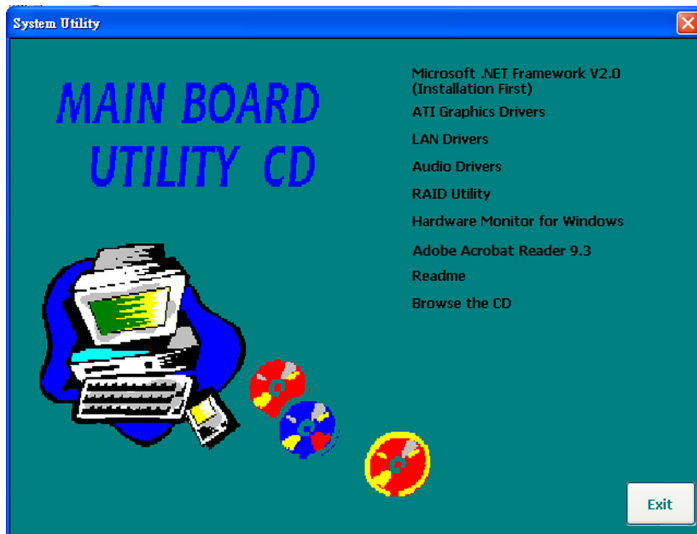 System Utility
MAIN BOARD
UTILITY CD
Microsoft .NET Framework V2.0
(Installation First)
ATI Graphics Drivers
LAN Drivers
Audio Drivers
RAID Utility
Hardware Monitor for Windows
Adobe Acrobat Reader 9.3
Readme
Browse the CD
Exit